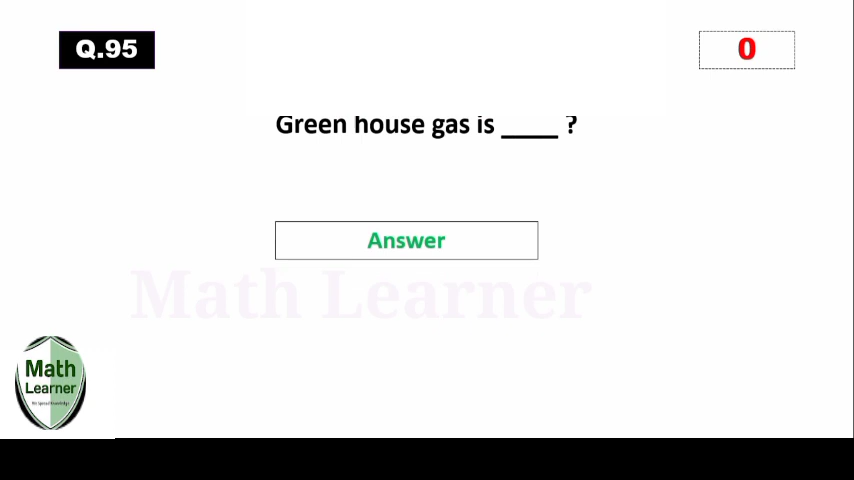 Q.95
0
Green house gas is _____ ?
Answer
Math Learner
Math
Learner